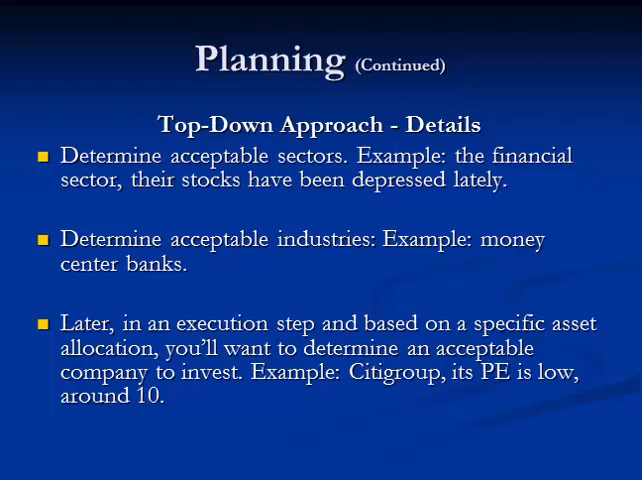 Planning (Continued)
Top-Down Approach - Details
Determine acceptable sectors. Example: the financial
sector, their stocks have been depressed lately.
Determine acceptable industries: Example: money
center banks.
Later, in an execution step and based on a specific asset
allocation, you'll want to determine an acceptable
company to invest. Example: Citigroup, its PE is low,
around 10.